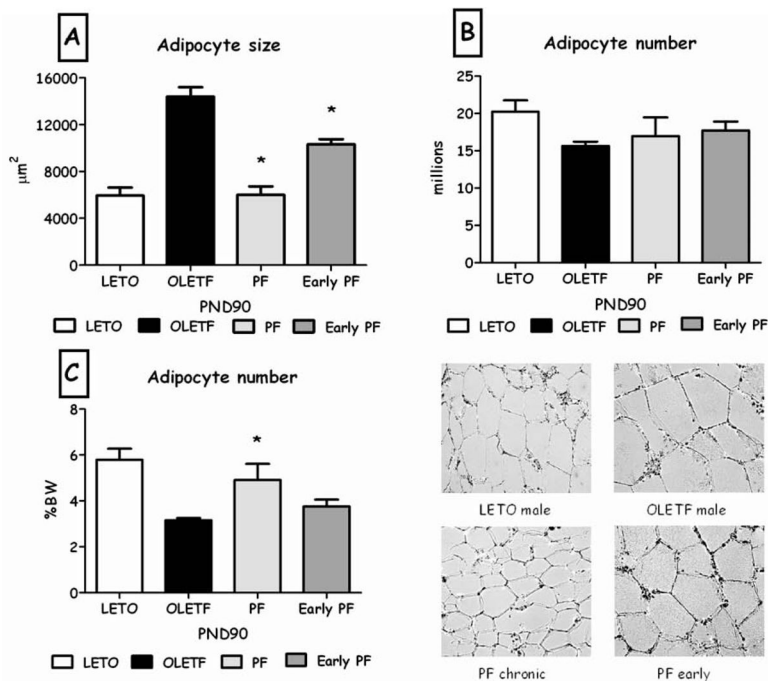 A
Adipocyte size
16000
12000
8000
4000
0
μm²
*
*
LETO OLETF PF Early PF
PND90
LETO OLETF PF Early PF
B
Adipocyte number
25
20
15
10
5
0
millions
LETO OLETF PF Early PF
PND90
LETO OLETF PF Early PF
C
Adipocyte number
8
6
4
2
0
%BW
*
LETO OLETF PF Early PF
PND90
LETO OLETF PF Early PF
LETO male OLETF male
PF chronic PF early